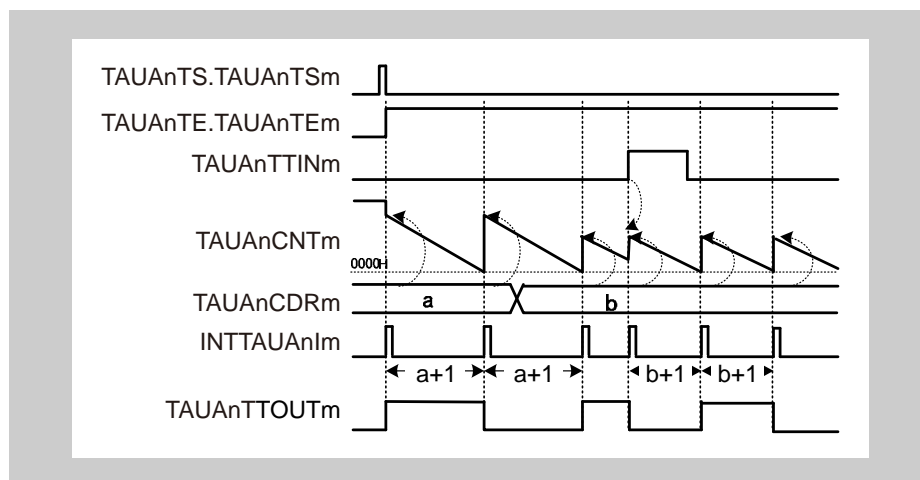 TAUAnTS.TAUAnTSm
TAUAnTE.TAUAnTEm
TAUAnTTINm
TAUAnCNTm
0000H
TAUAnCDRm
a
b
INTTAUAnIm
a+1
a+1
b+1
b+1
TAUAnTTOUTm